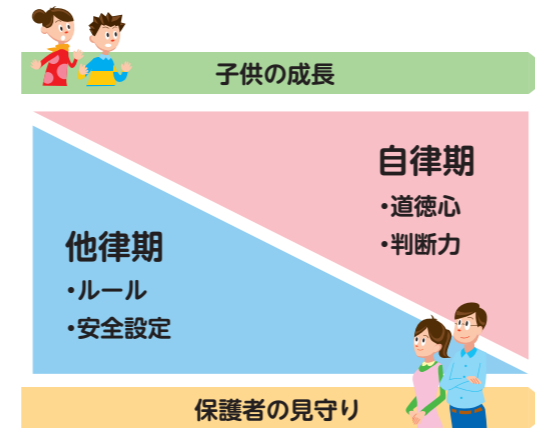 子供の成長
自律期
・道徳心
・判断力
他律期
・ルール
・安全設定
保護者の見守り